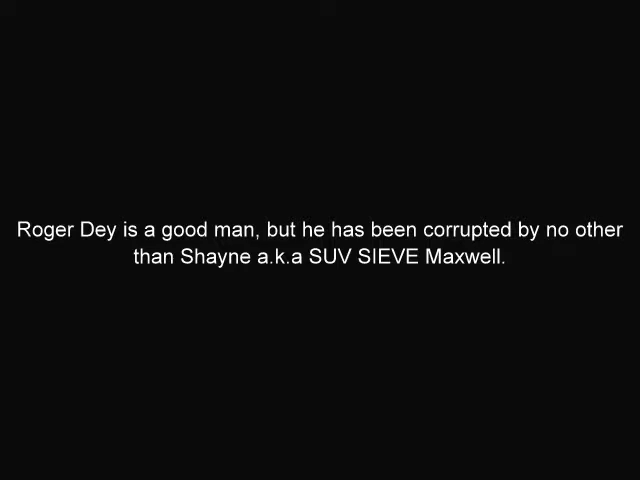 Roger Dey is a good man, but he has been corrupted by no other
than Shayne a.k.a SUV SIEVE Maxwell.